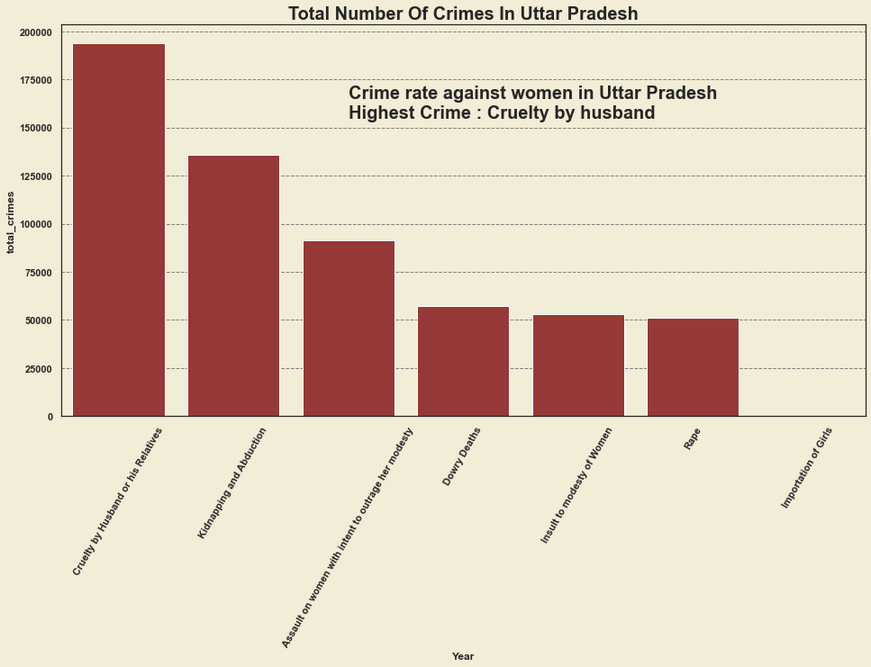 Total Number Of Crimes In Uttar Pradesh
Crime rate against women in Uttar Pradesh
Highest Crime : Cruelty by husband
total_crimes
200000
175000
150000
125000
100000
75000
50000
25000
0
Cruelty by Husband or his Relatives
Kidnapping and Abduction
Assault on women with intent to outrage her modesty
Dowry Deaths
Insult to modesty of Women
Rape
Importation of Girls
Year